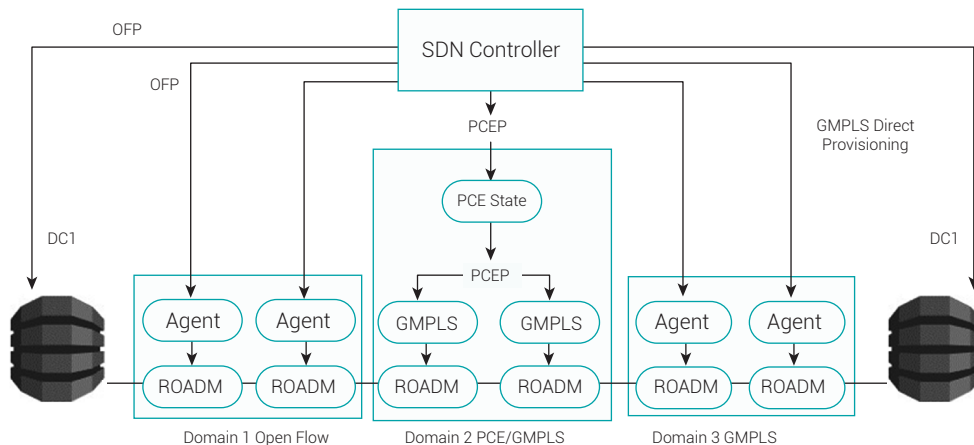 OFP
SDN Controller
OFP
PCEP
GMPLS Direct
Provisioning
PCE State
DC1
DC1
PCEP
Agent
Agent
GMPLS
GMPLS
Agent
Agent
ROADM
ROADM
ROADM
ROADM
ROADM
ROADM
Domain 1 Open Flow
Domain 2 PCE/GMPLS
Domain 3 GMPLS